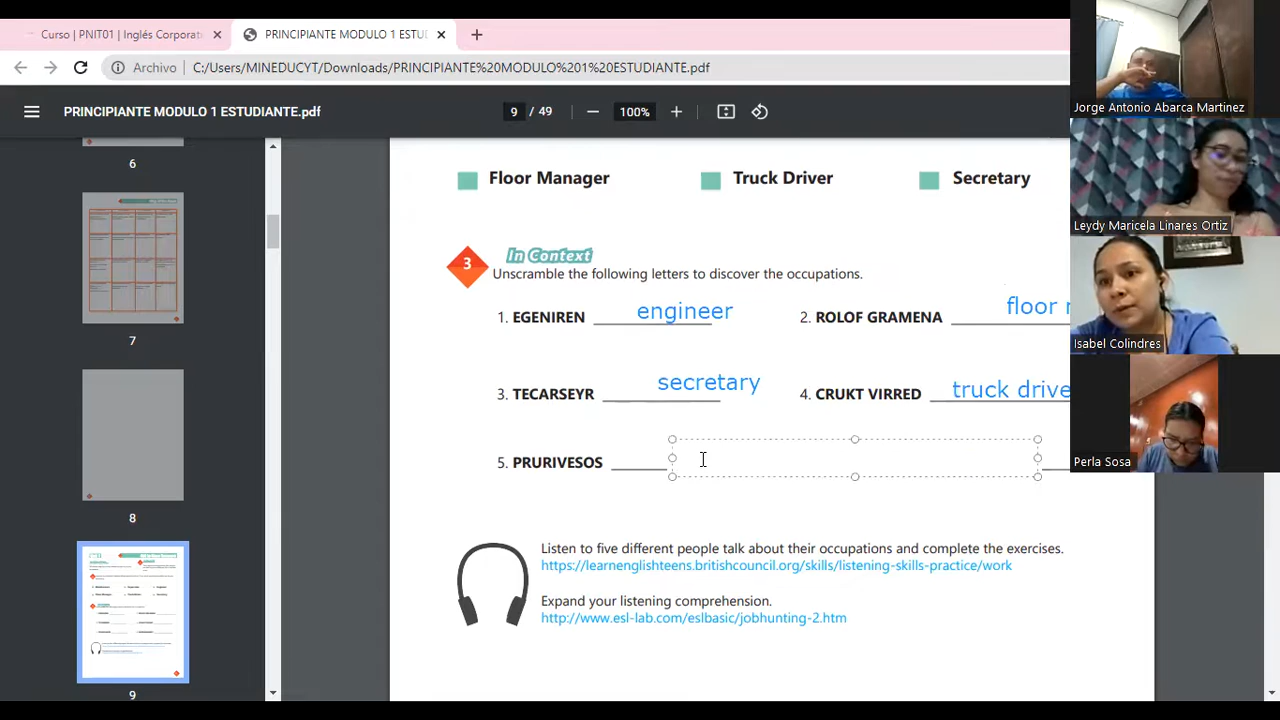 Curso | PNIT01 | Inglés Corporat
PRINCIPIANTE MODULO 1 ESTU
Archivo
C:/Users/MINEDUCYT/Downloads/PRINCIPIANTE%20MODULO%201%20ESTUDIANTE.pdf
PRINCIPIANTE MODULO 1 ESTUDIANTE.pdf
9 / 49
100%
6
7
8
9
Floor Manager
Truck Driver
Secretary
3
In Context
Unscramble the following letters to discover the occupations.
1. EGENIREN engineer
2. ROLOF GRAMENA floor
3. TECARSEYR secretary
4. CRUKT VIRRED truck drive
5. PRURIVESOS
Listen to five different people talk about their occupations and complete the exercises.
https://learnenglishteens.britishcouncil.org/skills/listening-skills-practice/work
Expand your listening comprehension.
http://www.esl-lab.com/eslbasic/jobhunting-2.htm
Jorge Antonio Abarca Martinez
Leydy Maricela Linares Ortiz
Isabel Colindres
Perla Sosa